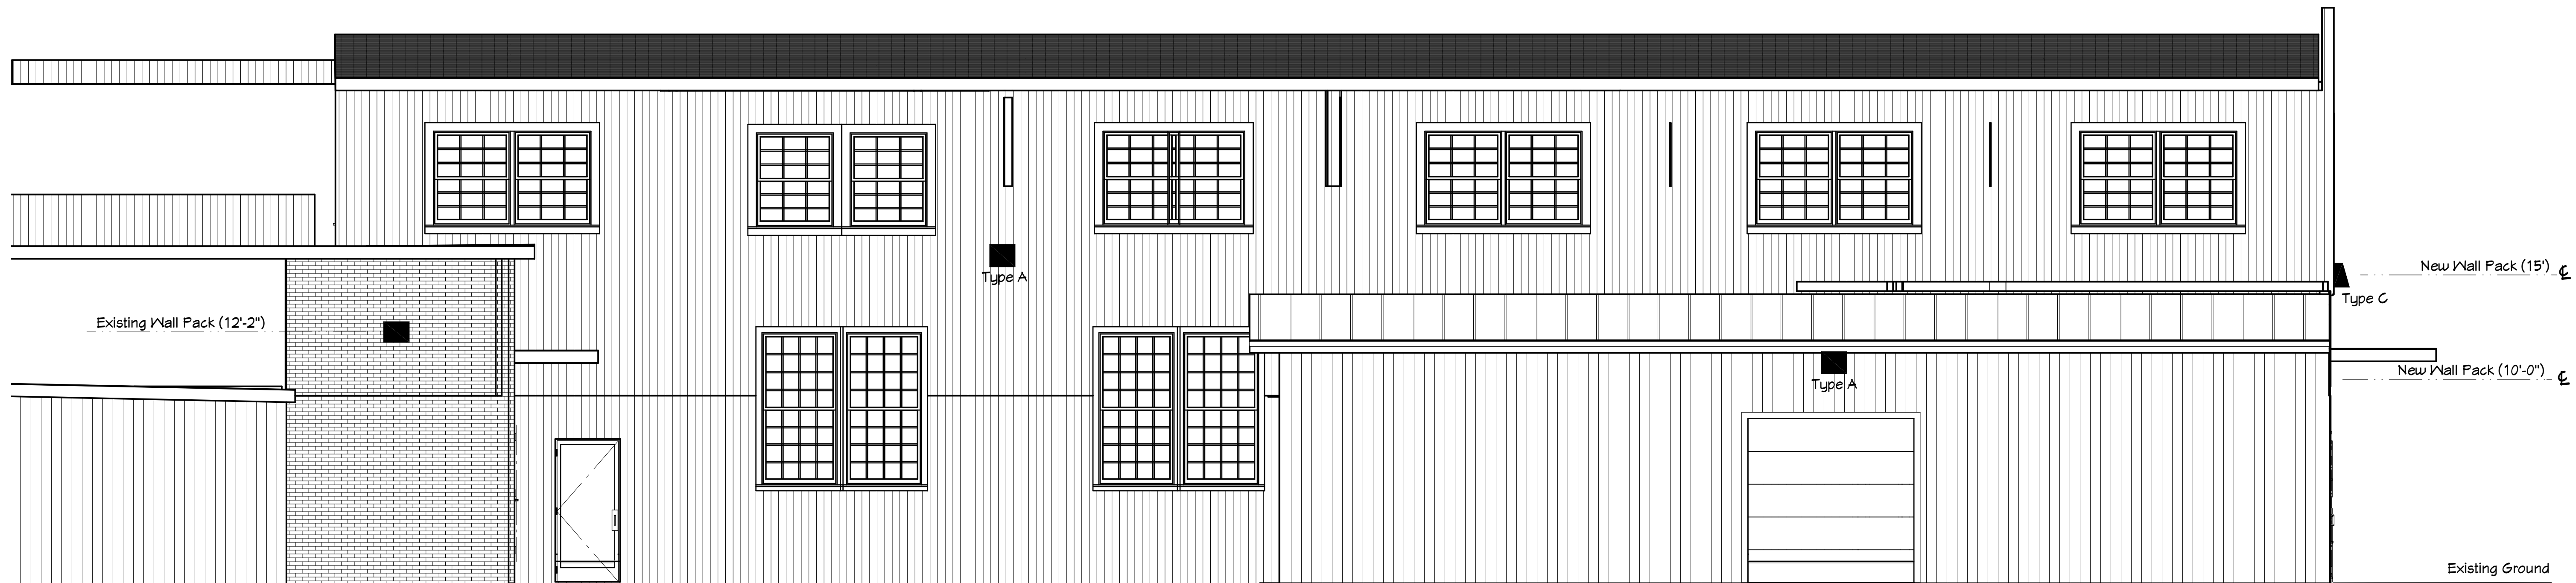 New Wall Pack (15') ℄
Type A
Type C
Existing Wall Pack (12'-2")
New Wall Pack (10'-0") ℄
Type A
Existing Ground